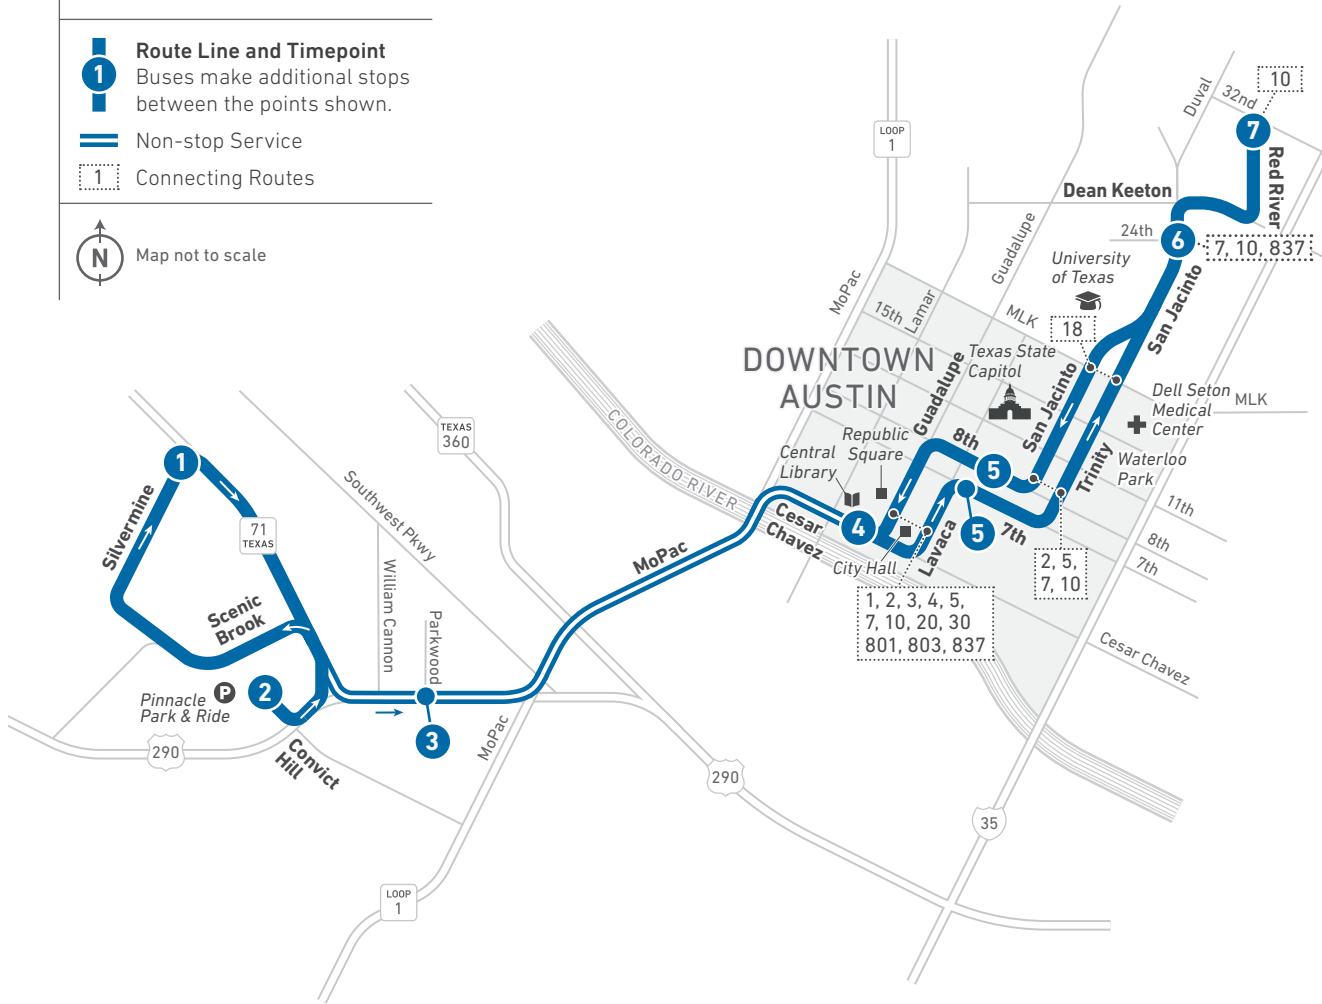 Route Line and Timepoint
1
Buses make additional stops
between the points shown.
Non-stop Service
1
Connecting Routes
N
Map not to scale
10
32nd
Duval
7
Red River
LOOP
1
Dean Keeton
24th
6
7, 10, 837
Guadalupe
University
of Texas
MoPac
Lamar
15th
MLK
18
San Jacinto
DOWNTOWN
AUSTIN
Guadalupe
Texas State
Capitol
San Jacinto
Dell Seton
Medical
Center
MLK
COLORADO RIVER
TEXAS
360
Republic
Square
Central
Library
8th
5
Trinity
Waterloo
Park
11th
8th
7th
1
Silvermine
71
TEXAS
Southwest Pkwy
Cesar
Chavez
4
Lavaca
5
7th
City Hall
2, 5,
7, 10
MoPac
William Cannon
Parkwood
1, 2, 3, 4, 5,
7, 10, 20, 30
801, 803, 837
Cesar Chavez
Scenic
Brook
Pinnacle
Park & Ride
P
2
3
290
Convict
Hill
MoPac
290
35
LOOP
1